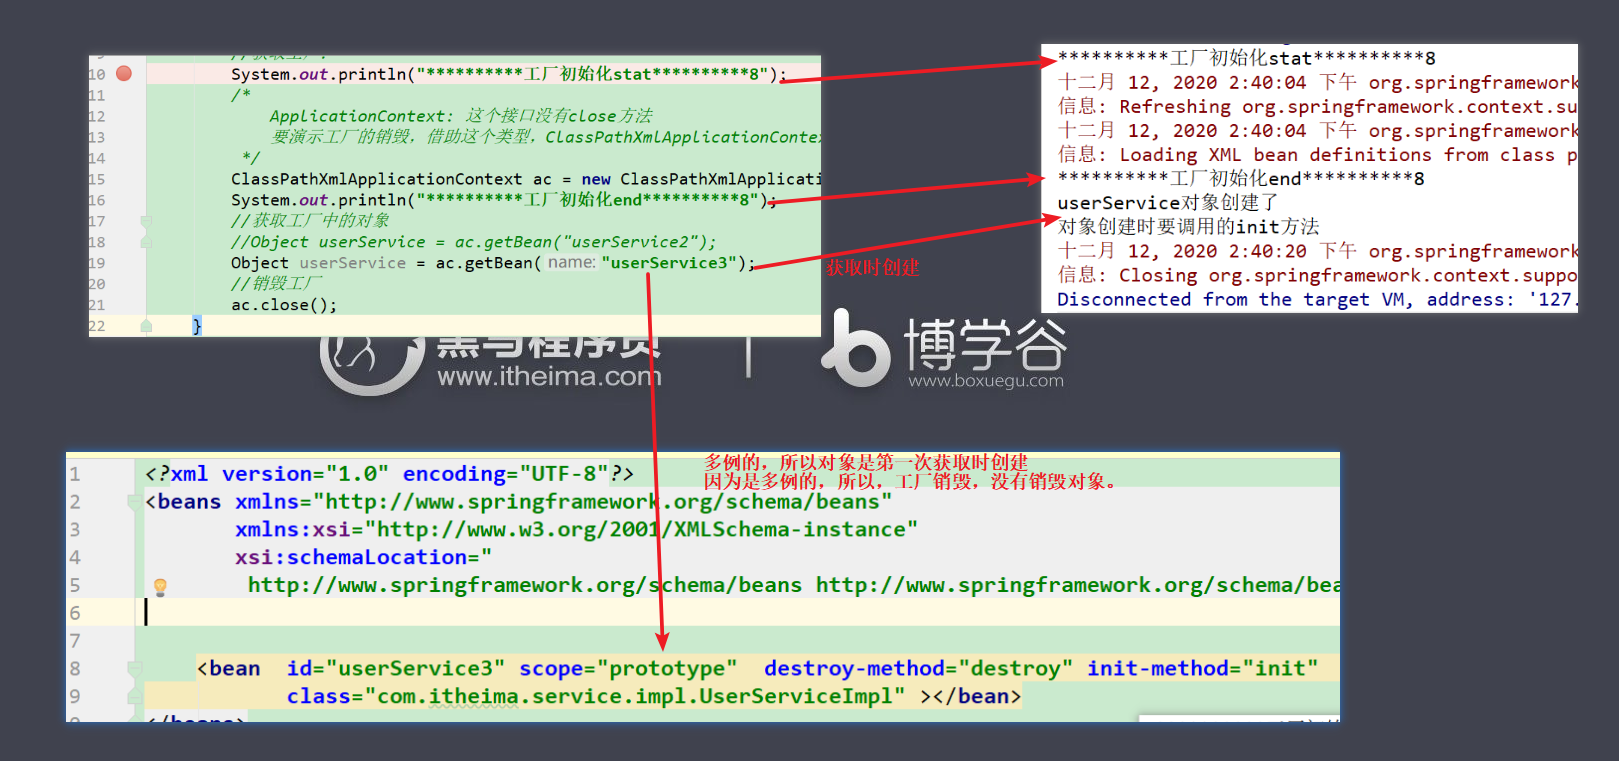 10 System.out.println("**********工厂初始化stat**********8");
11 /*
12 ApplicationContext: 这个接口没有close方法
13 要演示工厂的销毁, 借助这个类型, ClassPathXmlApplicationConte
14 */
15 ClassPathXmlApplicationContext ac = new ClassPathXmlApplicati
16 System.out.println("**********工厂初始化end**********8");
17 //获取工厂中的对象
18 //Object userService = ac.getBean("userService2");
19 Object userService = ac.getBean( name: "userService3");
20 //销毁工厂
21 ac.close();
22 }
**********工厂初始化stat**********8
十二月 12, 2020 2:40:04 下午 org.springframework
信息: Refreshing org.springframework.context.su
十二月 12, 2020 2:40:04 下午 org.springframework
信息: Loading XML bean definitions from class p
**********工厂初始化end**********8
userService对象创建了
对象创建时要调用的init方法
十二月 12, 2020 2:40:20 下午 org.springframework
信息: Closing org.springframework.context.suppo
Disconnected from the target VM, address: '127.
获取时创建
黑马程序员
www.itheima.com
博学谷
www.boxuegu.com
多例的，所以对象是第一次获取时创建
因为是多例的，所以，工厂销毁，没有销毁对象。
1 <?xml version="1.0" encoding="UTF-8"?>
2 <beans xmlns="http://www.springframework.org/schema/beans"
3 xmlns:xsi="http://www.w3.org/2001/XMLSchema-instance"
4 xsi:schemaLocation="
5 http://www.springframework.org/schema/beans http://www.springframework.org/schema/bea
6
7
8 <bean id="userService3" scope="prototype" destroy-method="destroy" init-method="init"
9 class="com.itheima.service.impl.UserServiceImpl" ></bean>
</beans>